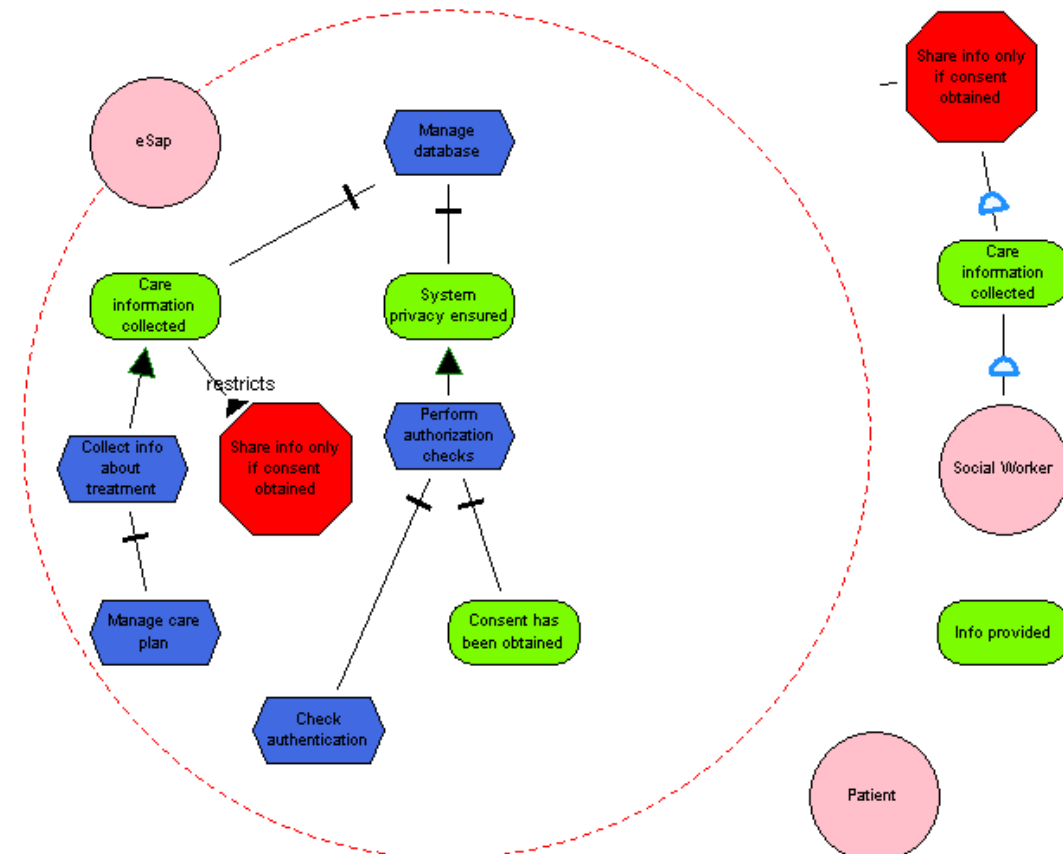 Share info only
if consent
obtained
eSap
Manage
database
Care
information
collected
Care
information
collected
System
privacy ensured
restricts
Perform
authorization
checks
Collect info
about
treatment
Share info only
if consent
obtained
Social Worker
Manage care
plan
Consent has
been obtained
Info provided
Check
authentication
Patient